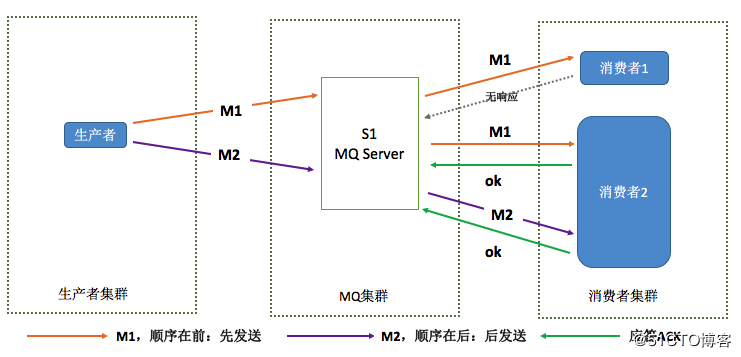 M1
消费者1
无响应
生产者
M1
S1
MQ Server
M1
M2
ok
消费者2
M2
ok
生产者集群
MQ集群
消费者集群
M1，顺序在前：先发送
M2，顺序在后：后发送
应答ACK
@51CTO博客